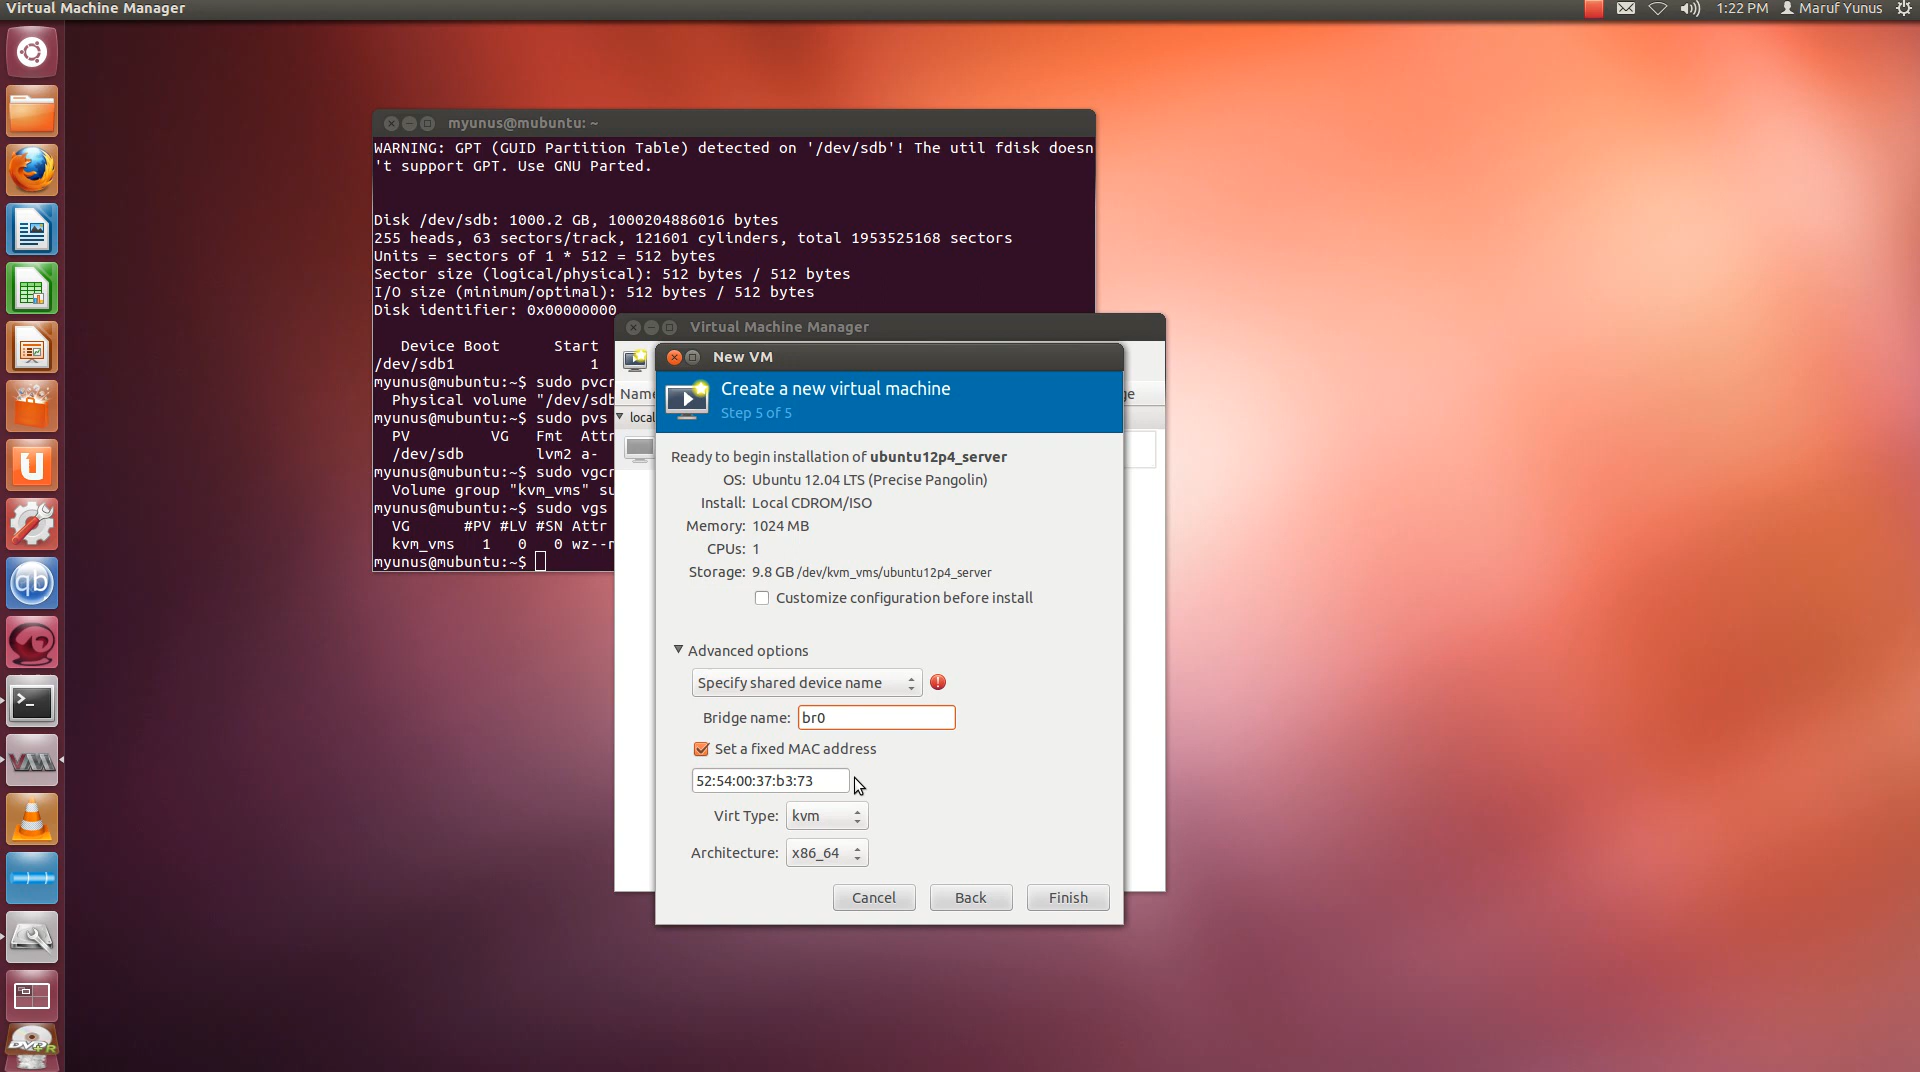 Virtual Machine Manager
1:22 PM Maruf Yunus
myunus@mubuntu: ~
WARNING: GPT (GUID Partition Table) detected on '/dev/sdb'! The util fdisk doesn
't support GPT. Use GNU Parted.
Disk /dev/sdb: 1000.2 GB, 1000204886016 bytes
255 heads, 63 sectors/track, 121601 cylinders, total 1953525168 sectors
Units = sectors of 1 * 512 = 512 bytes
Sector size (logical/physical): 512 bytes / 512 bytes
I/O size (minimum/optimal): 512 bytes / 512 bytes
Disk identifier: 0x00000000
Device Boot Start
/dev/sdb1 1
myunus@mubuntu:~$ sudo pvcr
Physical volume "/dev/sdb
myunus@mubuntu:~$ sudo pvs
PV VG Fmt Attr
/dev/sdb lvm2 a-
myunus@mubuntu:~$ sudo vgcr
Volume group "kvm_vms" su
myunus@mubuntu:~$ sudo vgs
VG #PV #LV #SN Attr
kvm_vms 1 0 0 wz--n
myunus@mubuntu:~$
Virtual Machine Manager
Name
ge
local
New VM
Create a new virtual machine
Step 5 of 5
Ready to begin installation of ubuntu12p4_server
OS: Ubuntu 12.04 LTS (Precise Pangolin)
Install: Local CDROM/ISO
Memory: 1024 MB
CPUs: 1
Storage: 9.8 GB /dev/kvm_vms/ubuntu12p4_server
Customize configuration before install
Advanced options
Specify shared device name
Bridge name: br0
Set a fixed MAC address
52:54:00:37:b3:73
Virt Type: kvm
Architecture: x86_64
Cancel Back Finish
U
qb
VM